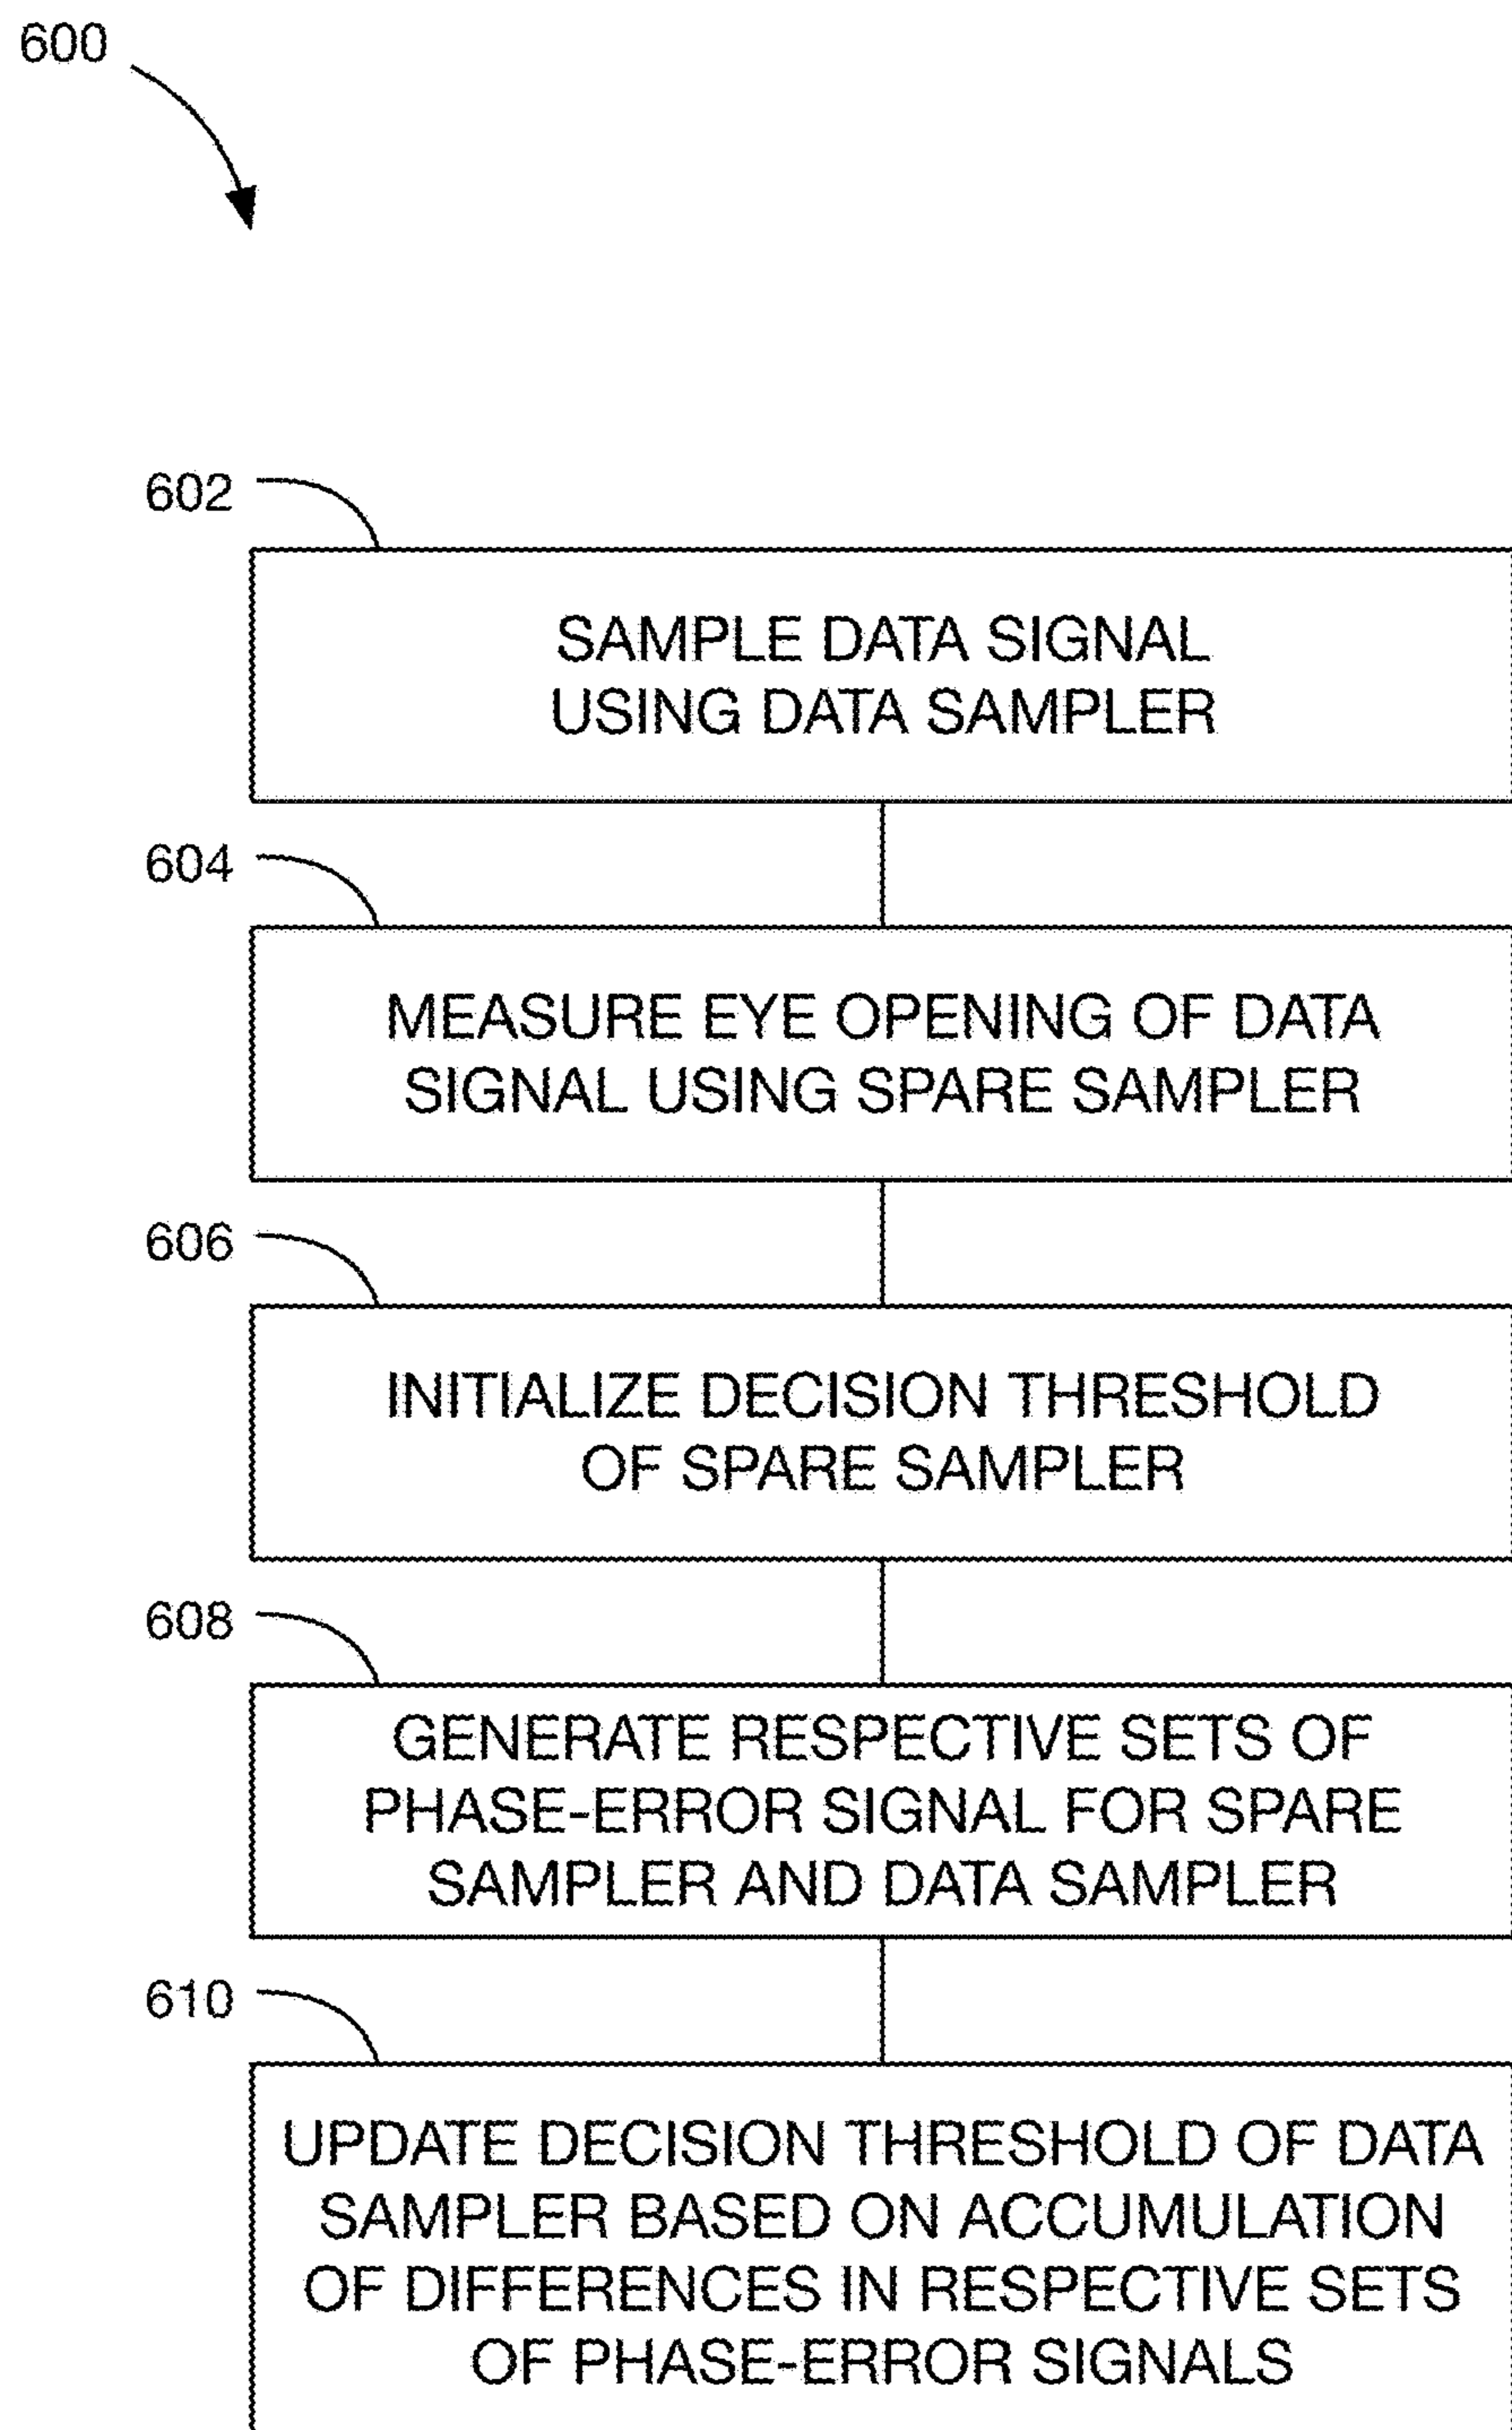 600
602
SAMPLE DATA SIGNAL
USING DATA SAMPLER
604
MEASURE EYE OPENING OF DATA
SIGNAL USING SPARE SAMPLER
606
INITIALIZE DECISION THRESHOLD
OF SPARE SAMPLER
608
GENERATE RESPECTIVE SETS OF
PHASE-ERROR SIGNAL FOR SPARE
SAMPLER AND DATA SAMPLER
610
UPDATE DECISION THRESHOLD OF DATA
SAMPLER BASED ON ACCUMULATION
OF DIFFERENCES IN RESPECTIVE SETS
OF PHASE-ERROR SIGNALS